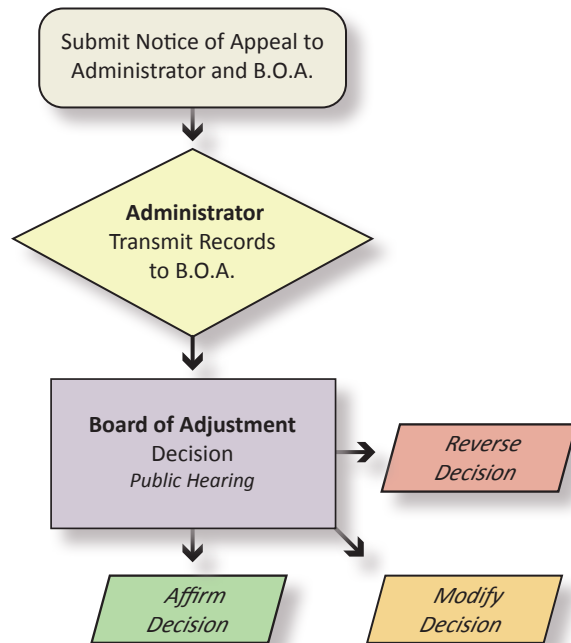 Submit Notice of Appeal to
Administrator and B.O.A.
Administrator
Transmit Records
to B.O.A.
Board of Adjustment
Decision
Public Hearing
Reverse
Decision
Affirm
Decision
Modify
Decision